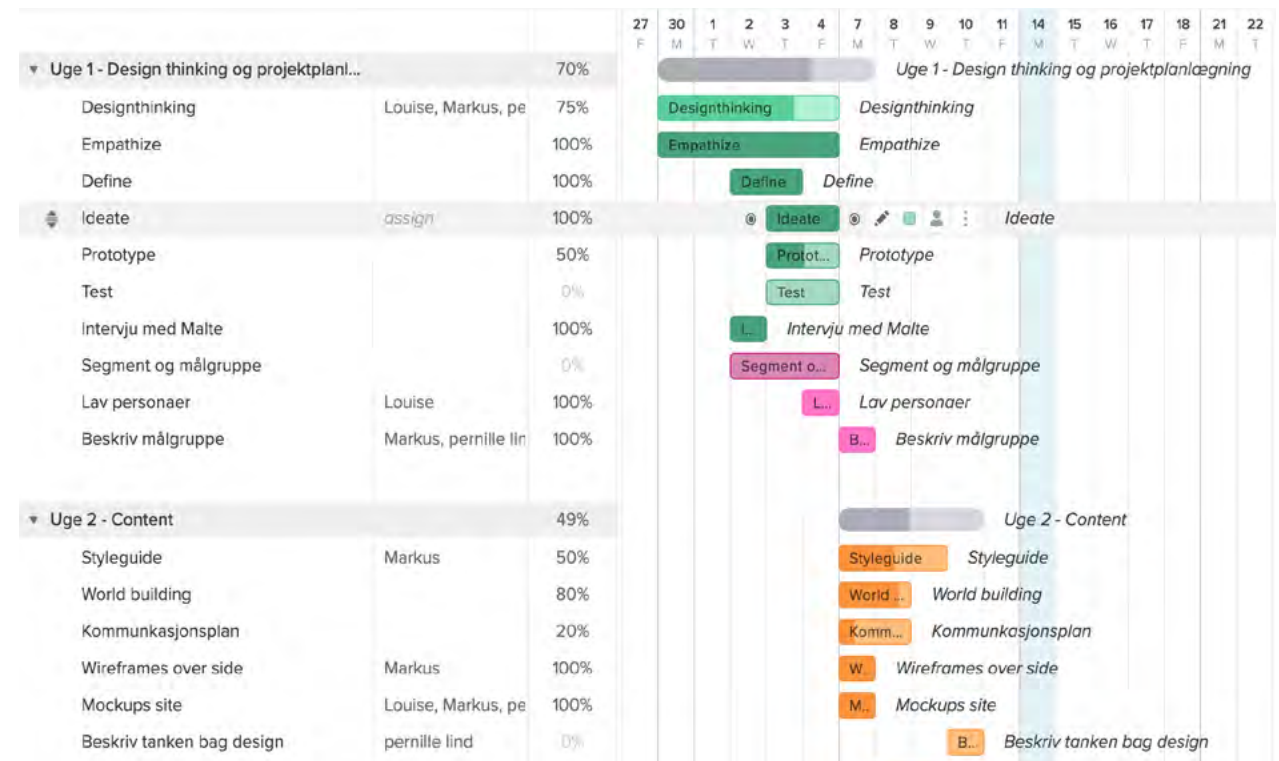 27 30 1 2 3 4 7 8 9 10 11 14 15 16 17 18 21 22
F M T W T F M T W T F M T W T F M T
Uge 1 - Design thinking og projektplanl... 70% Uge 1 - Design thinking og projektplanlægning
Designthinking Louise, Markus, pe 75% Designthinking Designthinking
Empathize 100% Empathize Empathize
Define 100% Define Define
Ideate assign 100% Ideate Ideate
Prototype 50% Protot... Prototype
Test 0% Test Test
Intervju med Malte 100% I... Intervju med Malte
Segment og målgruppe 0% Segment o... Segment og målgruppe
Lav personaer Louise 100% L... Lav personaer
Beskriv målgruppe Markus, pernille lin 100% B... Beskriv målgruppe
Uge 2 - Content 49% Uge 2 - Content
Styleguide Markus 50% Styleguide Styleguide
World building 80% World ... World building
Kommunkasjonsplan 20% Komm... Kommunkasjonsplan
Wireframes over side Markus 100% W... Wireframes over side
Mockups site Louise, Markus, pe 100% M... Mockups site
Beskriv tanken bag design pernille lind 0% B... Beskriv tanken bag design